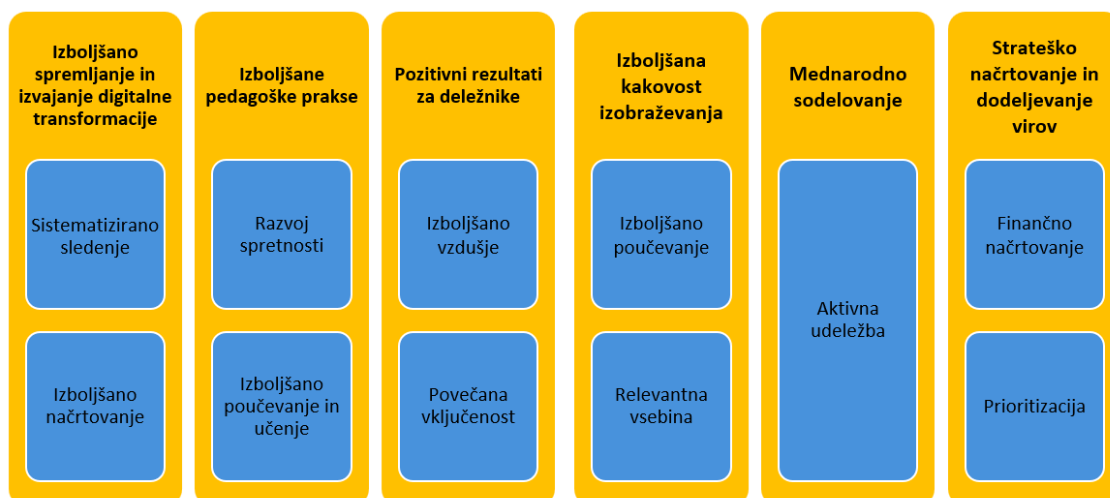 Izboljšano
spremljanje in
izvajanje digitalne
transformacije
Sistematizirano
sledenje
Izboljšano
načrtovanje
Izboljšane
pedagoške prakse
Razvoj
spretnosti
Izboljšano
poučevanje in
učenje
Pozitivni rezultati
za deležnike
Izboljšano
vzdušje
Povečana
vključenost
Izboljšana
kakovost
izobraževanja
Izboljšano
poučevanje
Relevantna
vsebina
Mednarodno
sodelovanje
Aktivna
udeležba
Strateško
načrtovanje in
dodeljevanje
virov
Finančno
načrtovanje
Prioritizacija